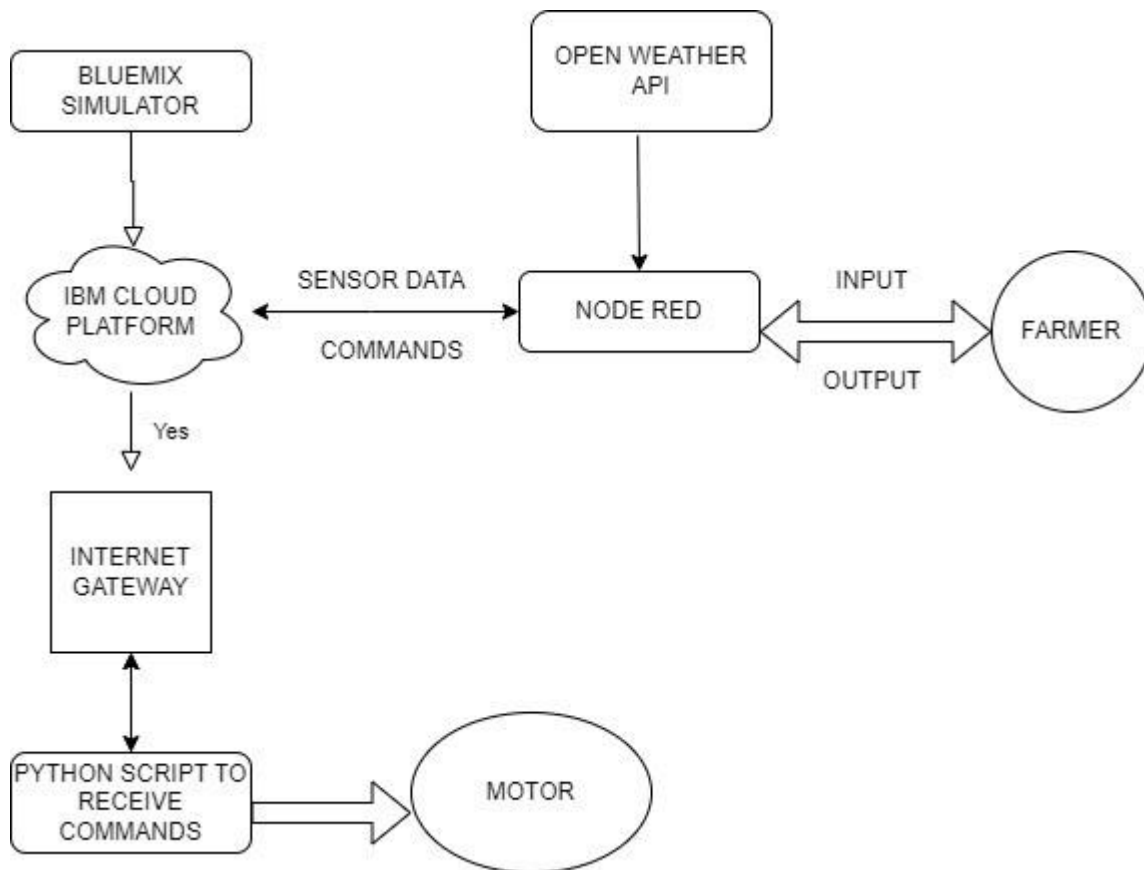 BLUEMIX
SIMULATOR
OPEN WEATHER
API
IBM CLOUD
PLATFORM
SENSOR DATA
COMMANDS
NODE RED
INPUT
OUTPUT
FARMER
Yes
INTERNET
GATEWAY
PYTHON SCRIPT TO
RECEIVE
COMMANDS
MOTOR